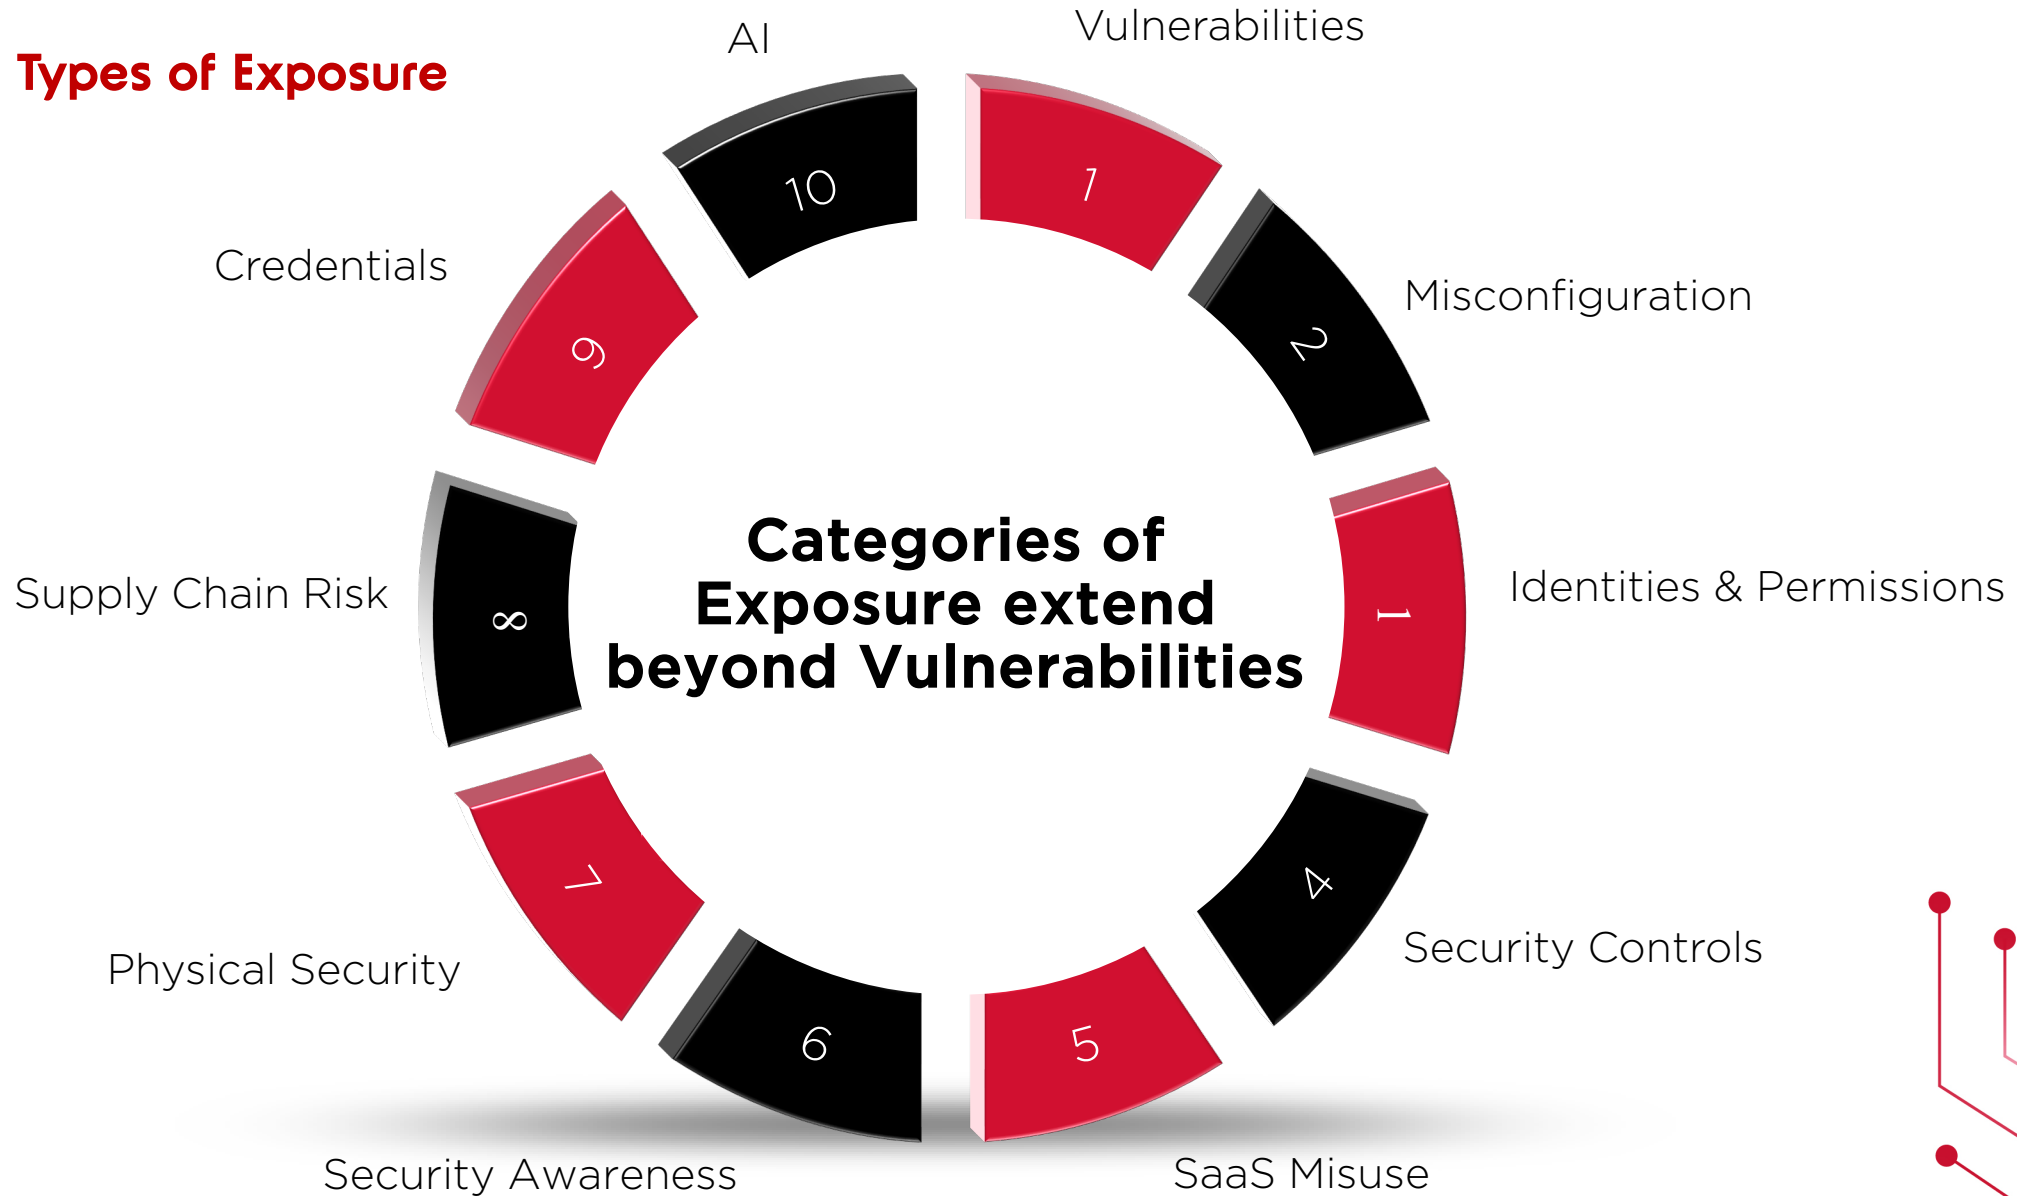 Types of Exposure
AI
Vulnerabilities
10
1
Credentials
Misconfiguration
9
2
Categories of
Exposure extend
beyond Vulnerabilities
Supply Chain Risk
8
1
Identities & Permissions
7
4
Physical Security
Security Controls
6
5
Security Awareness
SaaS Misuse